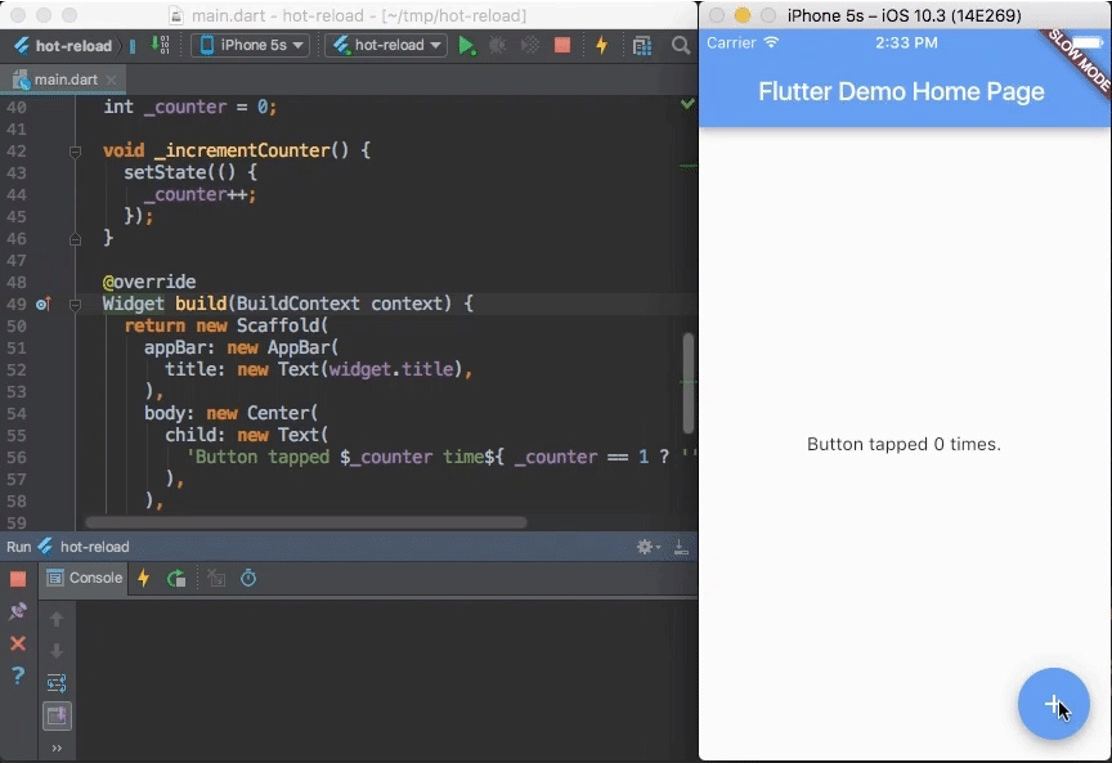 main.dart - hot-reload - [~/tmp/hot-reload]
hot-reload
iPhone 5s
hot-reload
main.dart
40 int _counter = 0;
41
42 void _incrementCounter() {
43 setState(() {
44 _counter++;
45 });
46 }
47
48 @override
49 Widget build(BuildContext context) {
50 return new Scaffold(
51 appBar: new AppBar(
52 title: new Text(widget.title),
53 ),
54 body: new Center(
55 child: new Text(
56 'Button tapped $_counter time${ _counter == 1 ? ''
57 ),
58 ),
59
Run hot-reload
Console
iPhone 5s – iOS 10.3 (14E269)
Carrier 2:33 PM
SLOW MODE
Flutter Demo Home Page
Button tapped 0 times.